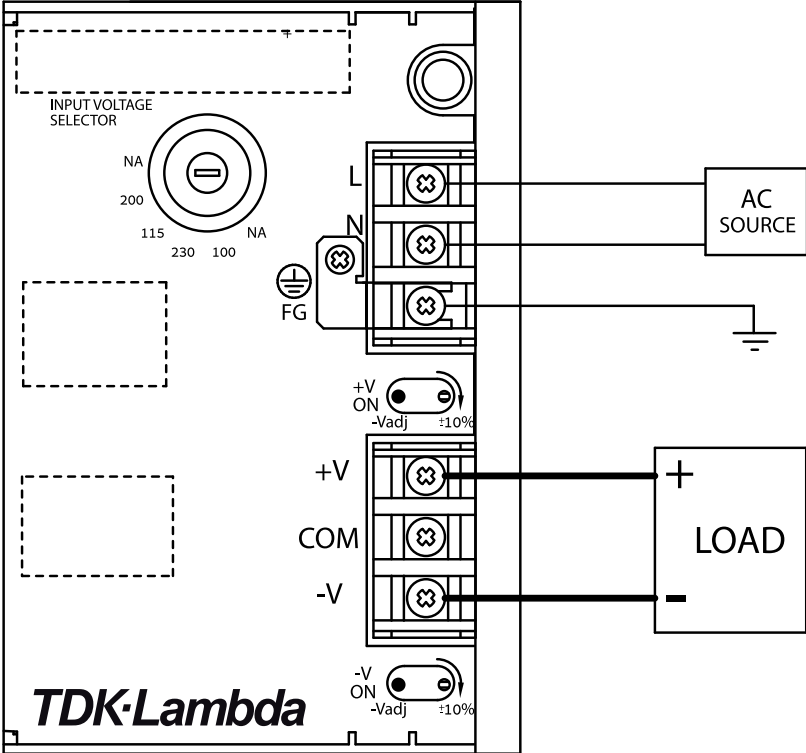 +
INPUT VOLTAGE
SELECTOR
NA
200
115
230
100
NA
L
N
FG
AC
SOURCE
+V
ON
-Vadj
±10%
+V
COM
-V
+
LOAD
-
-V
ON
-Vadj
±10%
TDK·Lambda